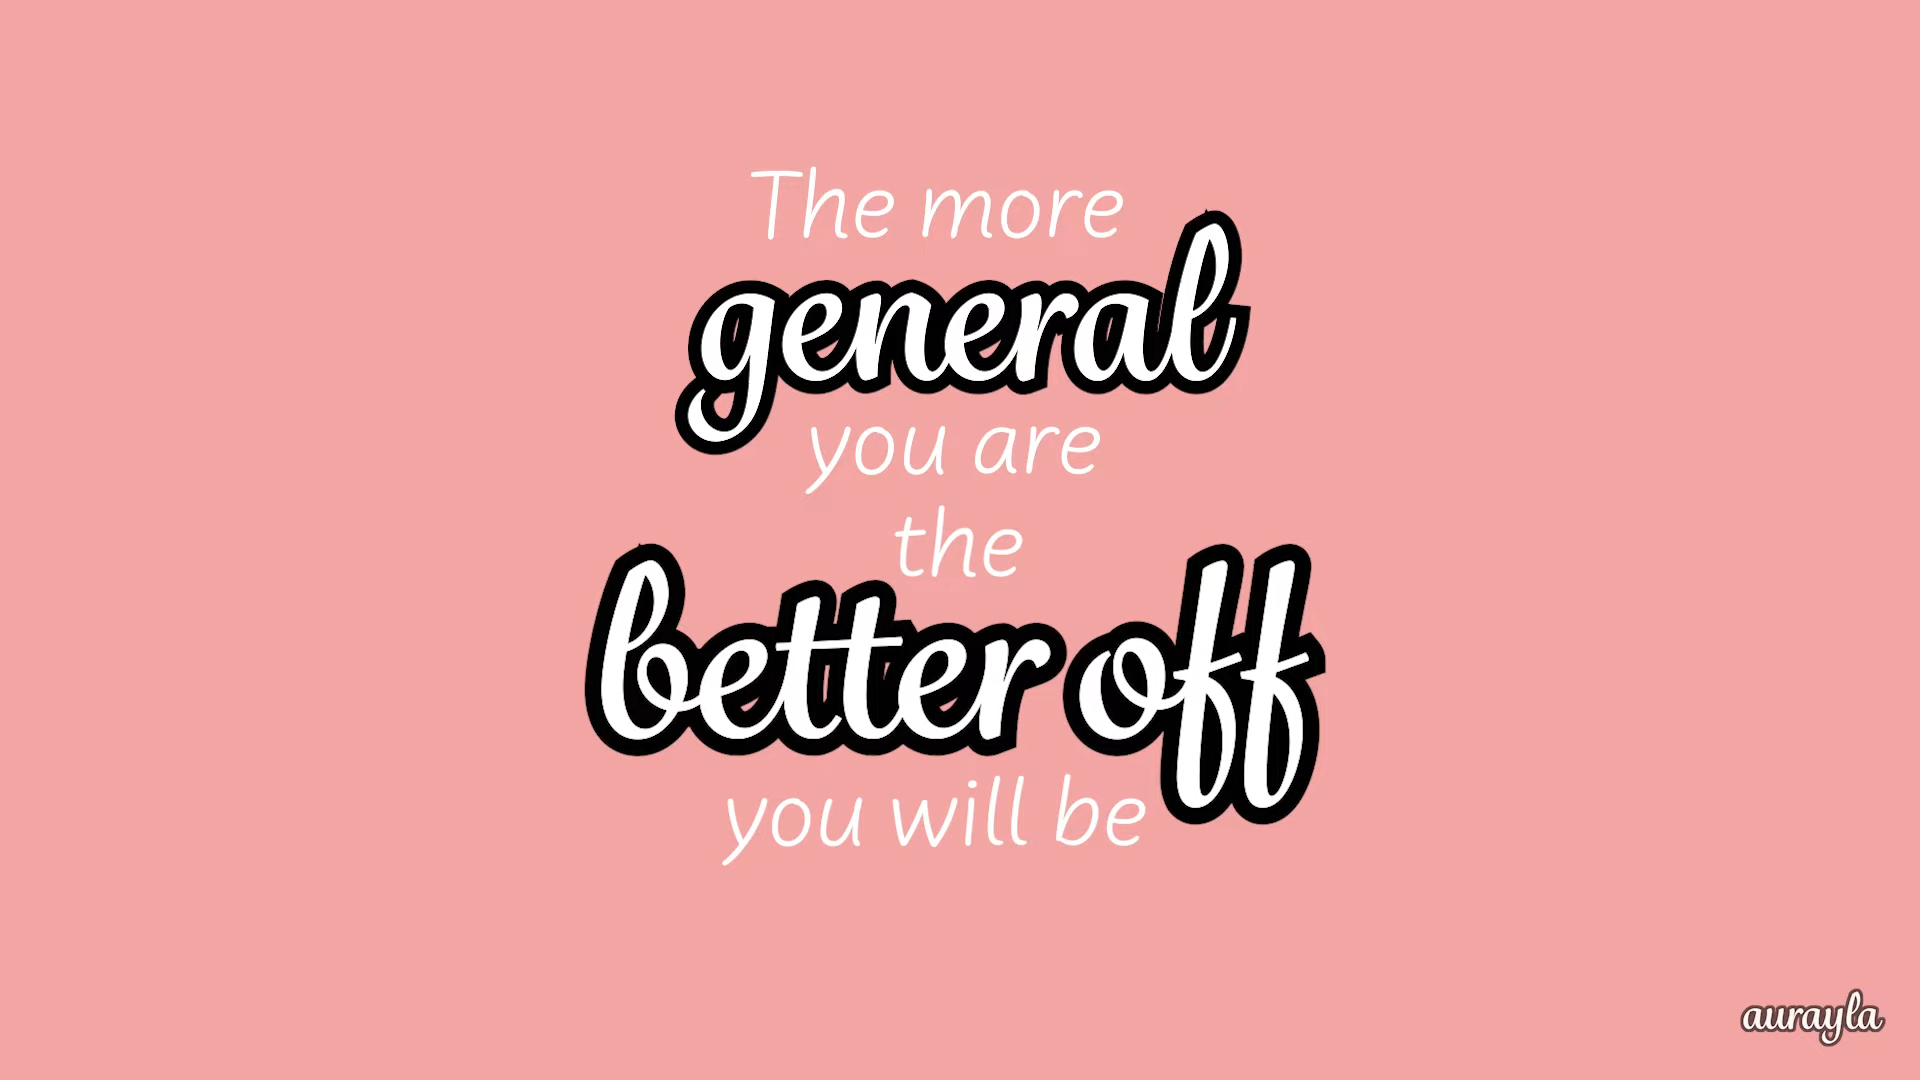 The more
general
you are
the
better off
you will be
aurayla